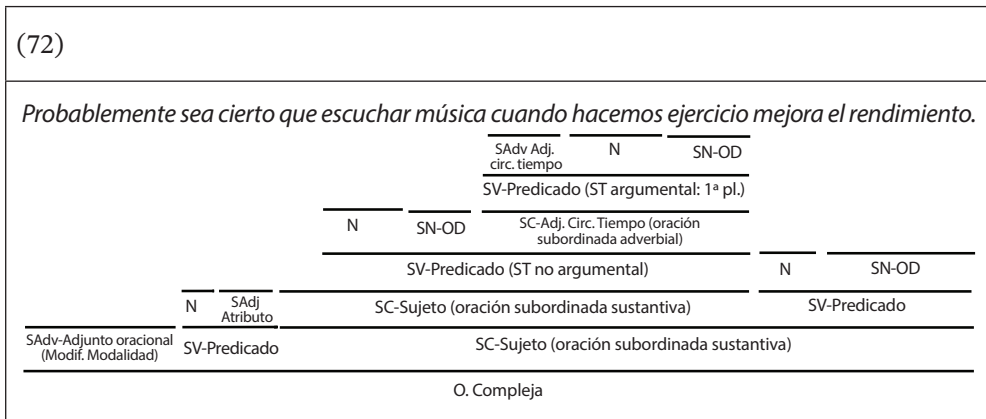 (72)
Probablemente sea cierto que escuchar música cuando hacemos ejercicio mejora el rendimiento.
SAdv Adj. N SN-OD
circ. tiempo
SV-Predicado (ST argumental: 1ª pl.)
N SN-OD SC-Adj. Circ. Tiempo (oración
subordinada adverbial)
SV-Predicado (ST no argumental) N SN-OD
N SAdj SC-Sujeto (oración subordinada sustantiva) SV-Predicado
Atributo
SAdv-Adjunto oracional SV-Predicado SC-Sujeto (oración subordinada sustantiva)
(Modif. Modalidad)
O. Compleja